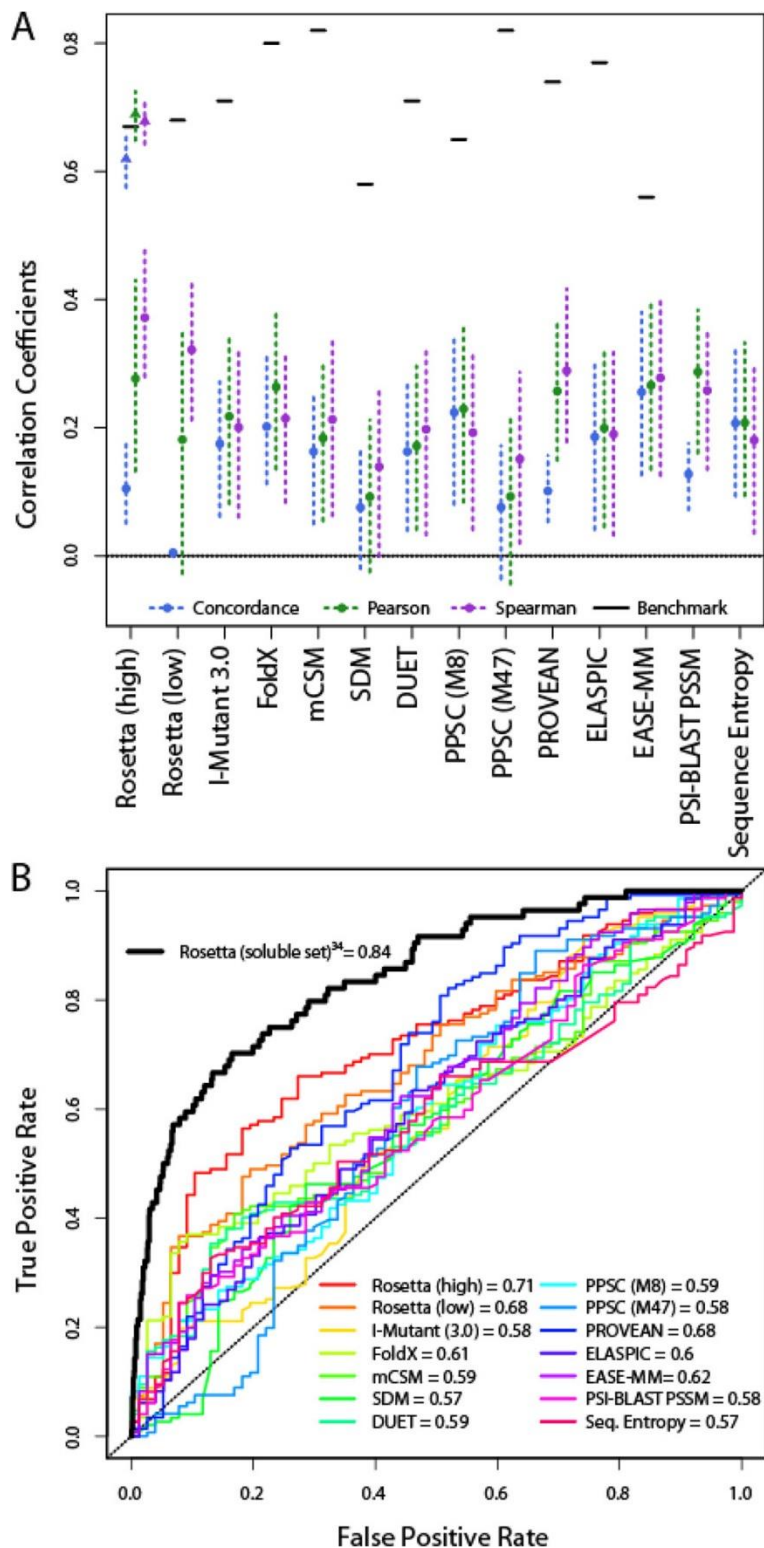 A
0.8
0.6
0.4
0.2
0.0
Correlation Coefficients
Concordance Pearson Spearman Benchmark
Rosetta (high)
Rosetta (low)
I-Mutant 3.0
FoldX
mCSM
SDM
DUET
PPSC (M8)
PPSC (M47)
PROVEAN
ELASPIC
EASE-MM
PSI-BLAST PSSM
Sequence Entropy
B
1.0
0.8
0.6
0.4
0.2
0.0
True Positive Rate
Rosetta (soluble set)³⁴= 0.84
Rosetta (high) = 0.71
Rosetta (low) = 0.68
I-Mutant (3.0) = 0.58
FoldX = 0.61
mCSM = 0.59
SDM = 0.57
DUET = 0.59
PPSC (M8) = 0.59
PPSC (M47) = 0.58
PROVEAN = 0.68
ELASPIC = 0.6
EASE-MM= 0.62
PSI-BLAST PSSM = 0.58
Seq. Entropy = 0.57
0.0 0.2 0.4 0.6 0.8 1.0
False Positive Rate